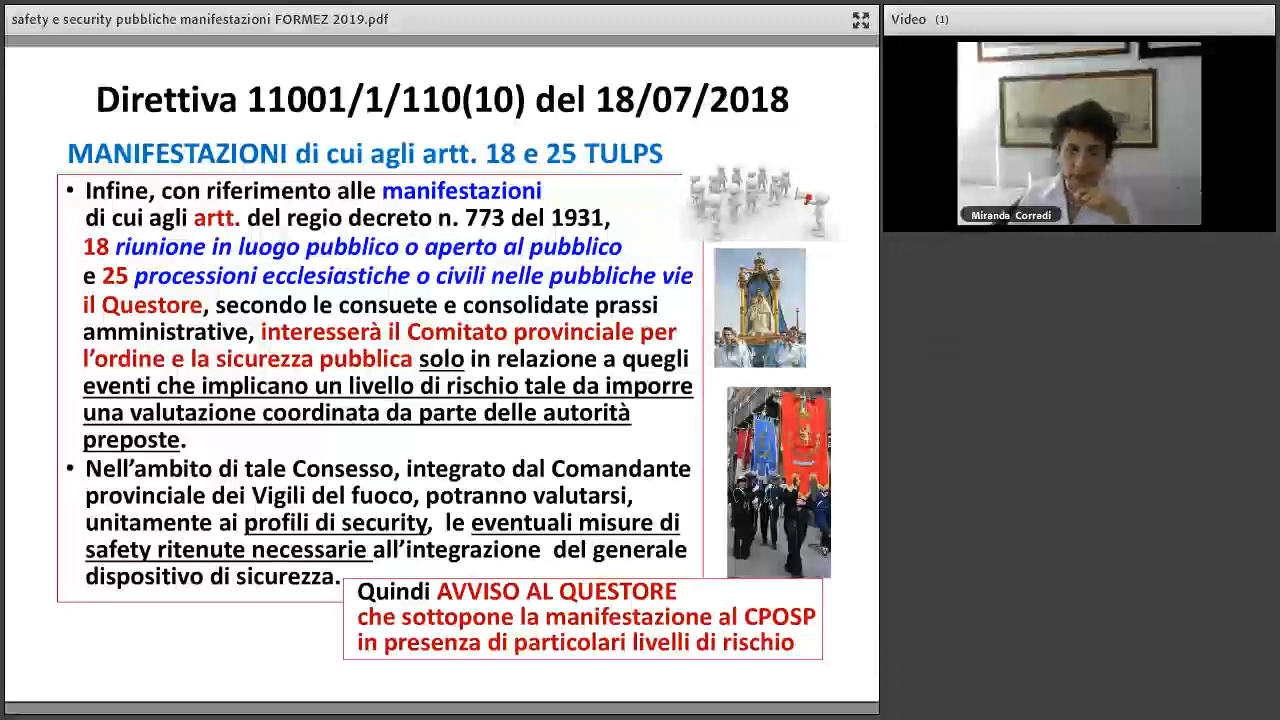 safety e security pubbliche manifestazioni FORMEZ 2019.pdf
Video (1)
Miranda Corradi
Direttiva 11001/1/110(10) del 18/07/2018
MANIFESTAZIONI di cui agli artt. 18 e 25 TULPS
• Infine, con riferimento alle manifestazioni
di cui agli artt. del regio decreto n. 773 del 1931,
18 riunione in luogo pubblico o aperto al pubblico
e 25 processioni ecclesiastiche o civili nelle pubbliche vie
il Questore, secondo le consuete e consolidate prassi
amministrative, interesserà il Comitato provinciale per
l’ordine e la sicurezza pubblica solo in relazione a quegli
eventi che implicano un livello di rischio tale da imporre
una valutazione coordinata da parte delle autorità
preposte.
• Nell’ambito di tale Consesso, integrato dal Comandante
provinciale dei Vigili del fuoco, potranno valutarsi,
unitamente ai profili di security, le eventuali misure di
safety ritenute necessarie all’integrazione del generale
dispositivo di sicurezza.
Quindi AVVISO AL QUESTORE
che sottopone la manifestazione al CPOSP
in presenza di particolari livelli di rischio